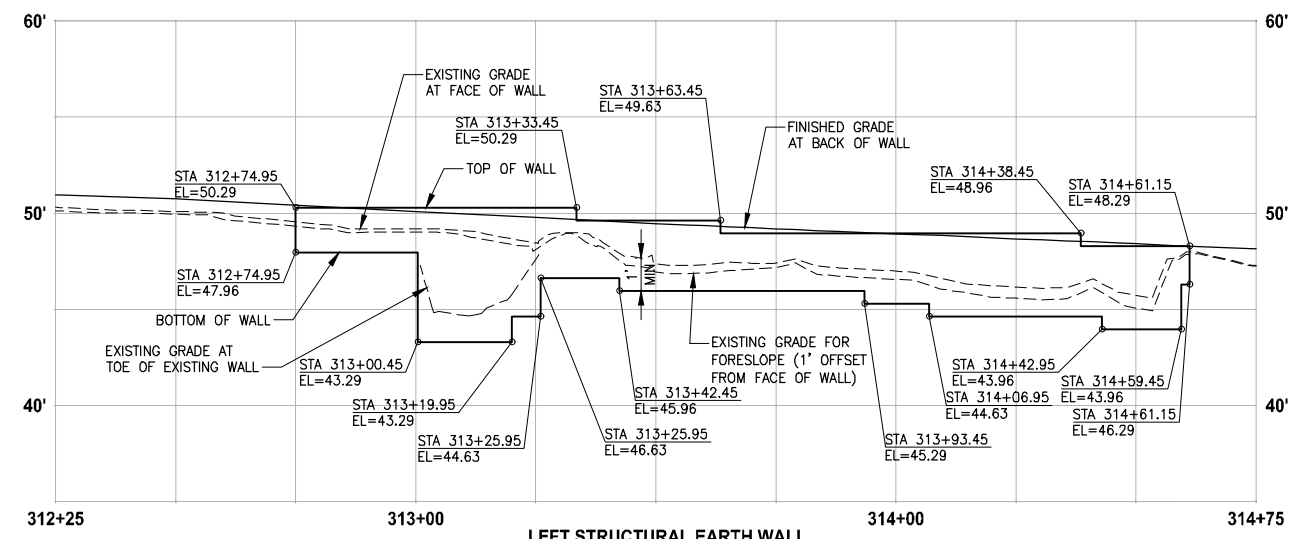 60'
60'
EXISTING GRADE
AT FACE OF WALL
STA 313+63.45
EL=49.63
STA 313+33.45
EL=50.29
FINISHED GRADE
AT BACK OF WALL
TOP OF WALL
STA 312+74.95
EL=50.29
STA 314+38.45
EL=48.96
STA 314+61.15
EL=48.29
50'
50'
1' MIN
STA 312+74.95
EL=47.96
BOTTOM OF WALL
EXISTING GRADE AT
TOE OF EXISTING WALL
STA 313+00.45
EL=43.29
EXISTING GRADE FOR
FORESLOPE (1' OFFSET
FROM FACE OF WALL)
STA 314+42.95
EL=43.96
STA 314+59.45
EL=43.96
STA 313+42.45
EL=45.96
STA 314+06.95
EL=44.63
STA 313+19.95
EL=43.29
40'
40'
STA 314+61.15
EL=46.29
STA 313+25.95
EL=44.63
STA 313+25.95
EL=46.63
STA 313+93.45
EL=45.29
312+25
313+00
314+00
314+75
LEFT STRUCTURAL EARTH WALL